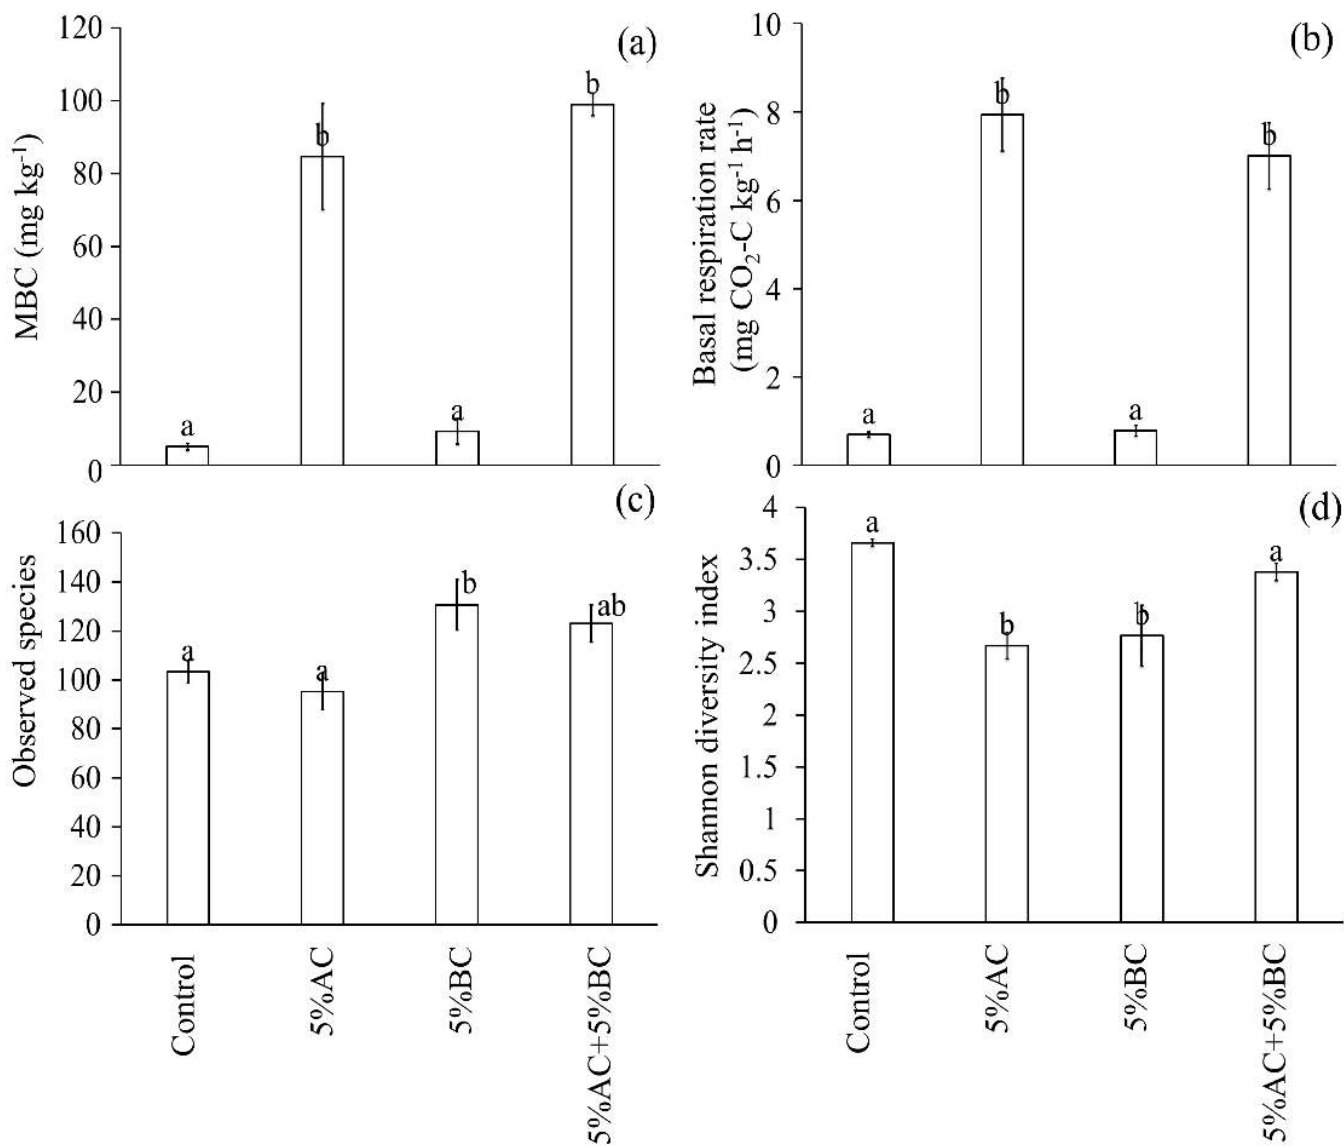 (a)
MBC (mg kg⁻¹)
120
100
80
60
40
20
0
a
b
a
b
(b)
Basal respiration rate
(mg CO₂-C kg⁻¹ h⁻¹)
10
8
6
4
2
0
a
b
a
b
(c)
Observed species
160
140
120
100
80
60
40
20
0
a
a
b
ab
Control
5%AC
5%BC
5%AC+5%BC
(d)
Shannon diversity index
4
3.5
3
2.5
2
1.5
1
0.5
0
a
b
b
a
Control
5%AC
5%BC
5%AC+5%BC